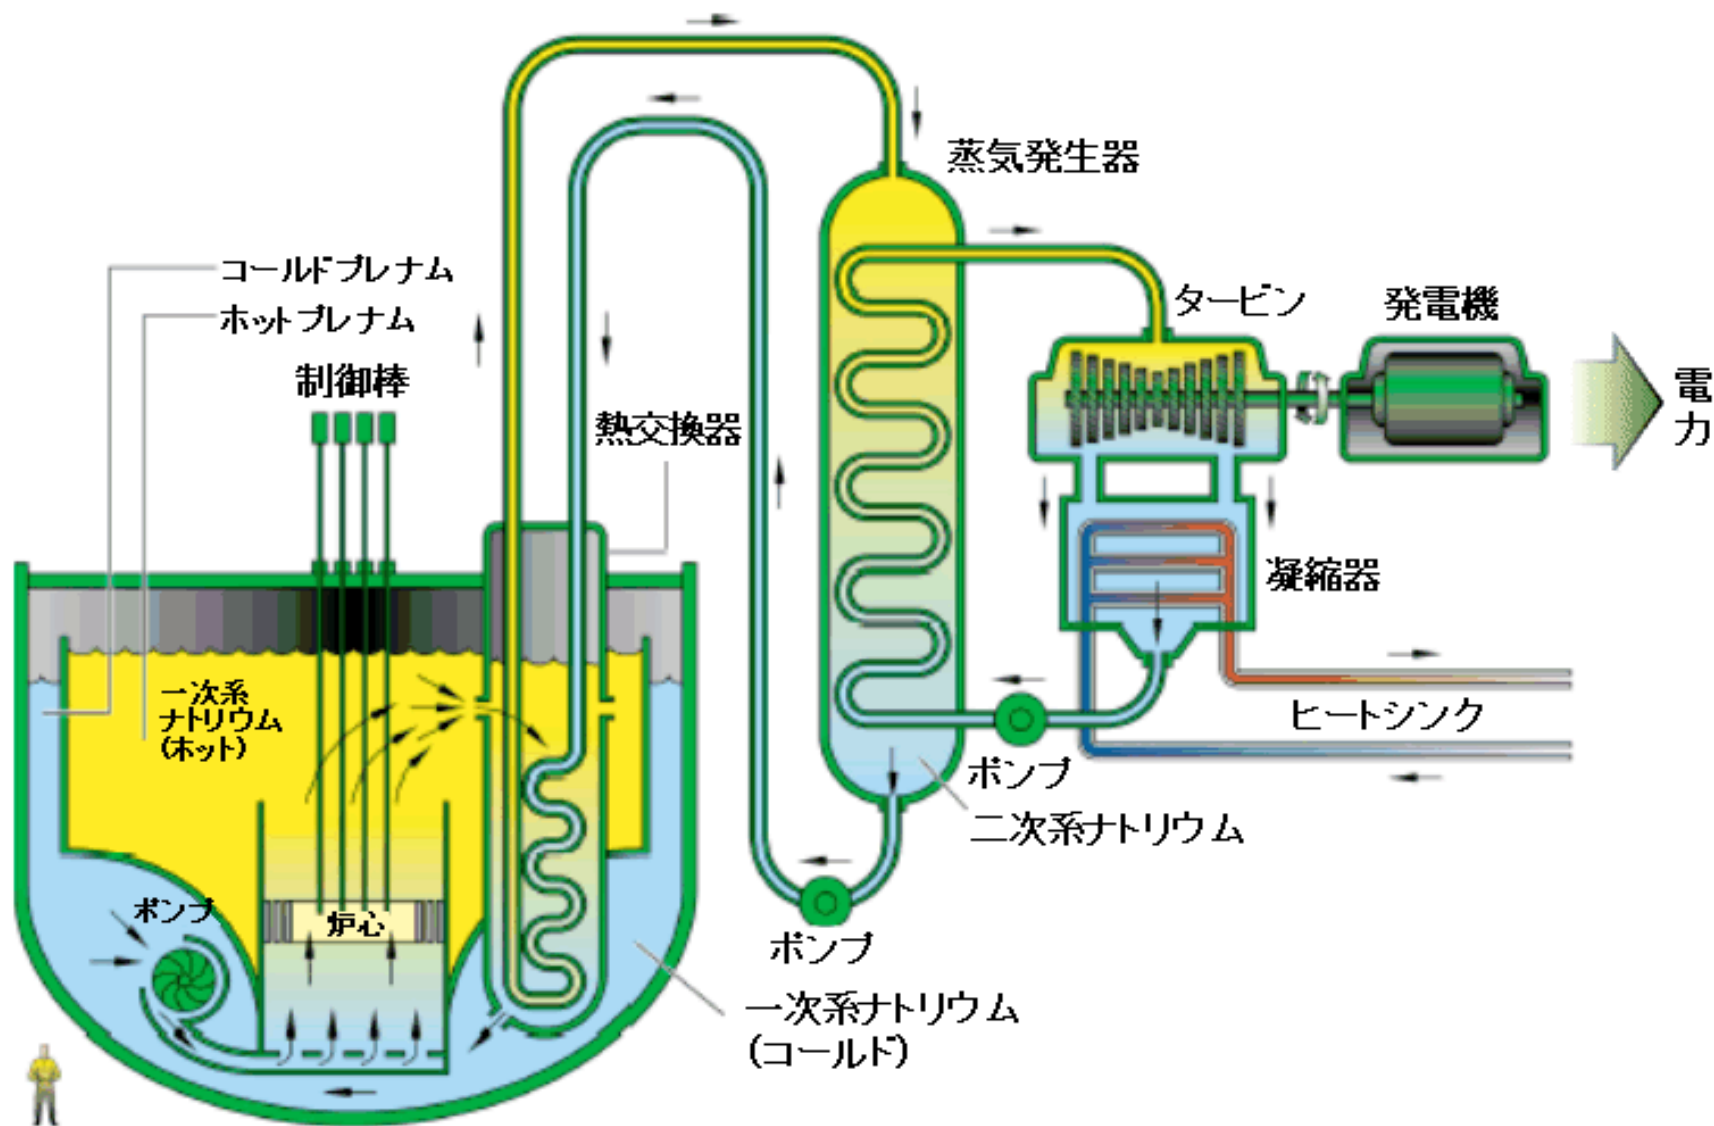 蒸気発生器
コールドプレナム
ホットプレナム
制御棒
熱交換器
タービン
発電機
電
力
凝縮器
一次系
ナトリウム
(ホット)
ヒートシンク
ポンプ
二次系ナトリウム
ポンプ
炉心
ポンプ
一次系ナトリウム
(コールド)